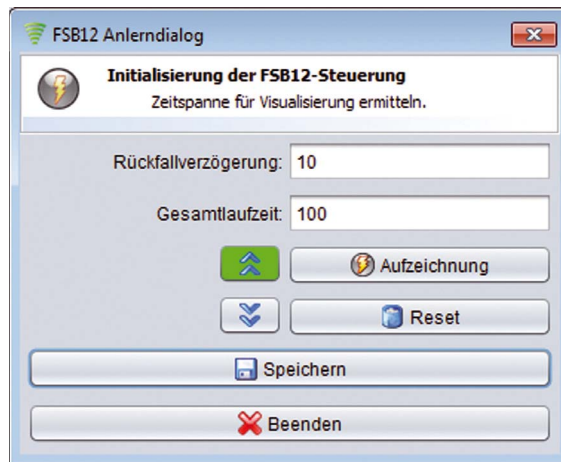 FSB12 Anlerndialog
Initialisierung der FSB12-Steuerung
Zeitspanne für Visualisierung ermitteln.
Rückfallverzögerung: 10
Gesamtlaufzeit: 100
Aufzeichnung
Reset
Speichern
Beenden